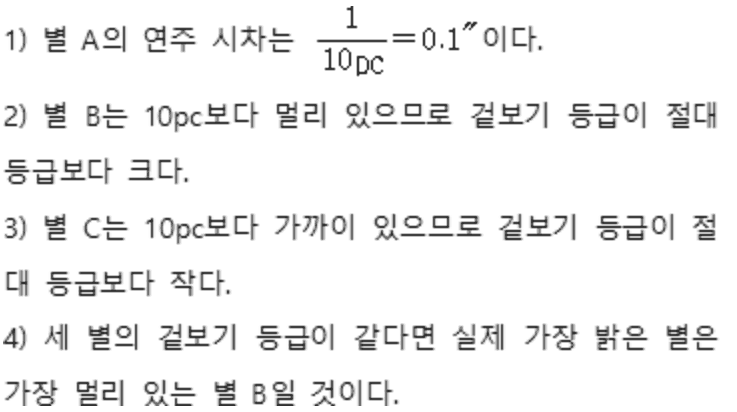 1) 별 A의 연주 시차는 1/10pc=0.1″이다.
2) 별 B는 10pc보다 멀리 있으므로 겉보기 등급이 절대
등급보다 크다.
3) 별 C는 10pc보다 가까이 있으므로 겉보기 등급이 절
대 등급보다 작다.
4) 세 별의 겉보기 등급이 같다면 실제 가장 밝은 별은
가장 멀리 있는 별 B일 것이다.